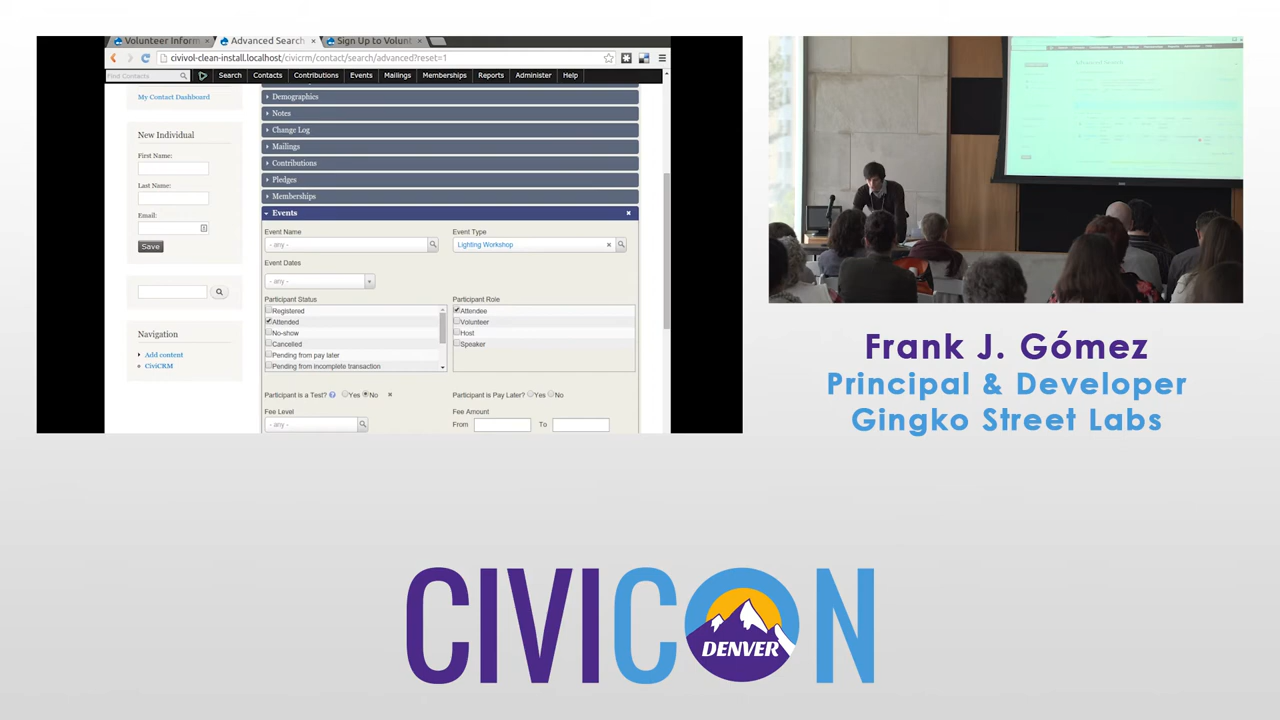 Volunteer Inform
Advanced Search
Sign Up to Volunt
civivol-clean-install.localhost/civicrm/contact/search/advanced?reset=1
Find Contacts
Search
Contacts
Contributions
Events
Mailings
Memberships
Reports
Administer
Help
My Contact Dashboard
New Individual
First Name:
Last Name:
Email:
Save
Navigation
Add content
CiviCRM
Demographics
Notes
Change Log
Mailings
Contributions
Pledges
Memberships
Events
Event Name
- any -
Event Type
Lighting Workshop
Event Dates
- any -
Participant Status
Registered
Attended
No-show
Cancelled
Pending from pay later
Pending from incomplete transaction
Participant Role
Attendee
Volunteer
Host
Speaker
Participant is a Test? Yes No
Participant is Pay Later? Yes No
Fee Level
- any -
Fee Amount
From To
Frank J. Gómez
Principal & Developer
Gingko Street Labs
CIVICON
DENVER